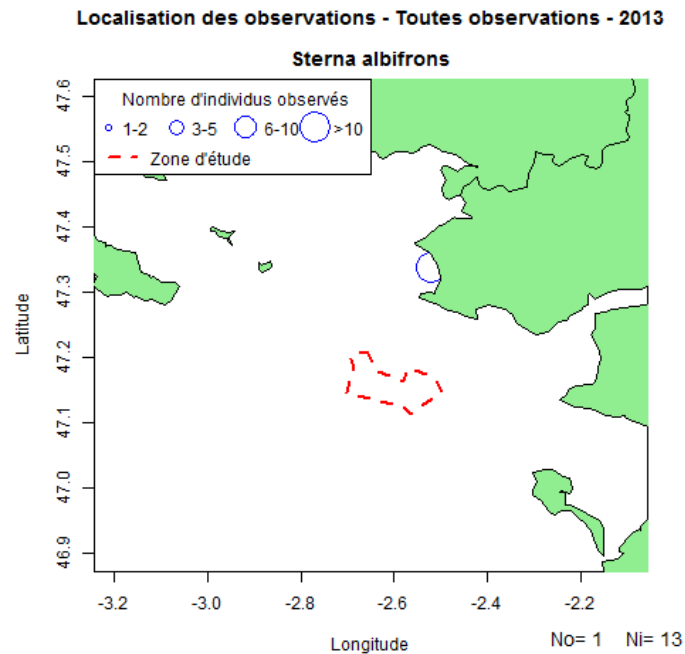 Localisation des observations - Toutes observations - 2013
Sterna albifrons
Nombre d'individus observés
1-2 3-5 6-10 >10
Zone d'étude
47.6
47.5
47.4
47.3
47.2
47.1
47.0
46.9
Latitude
-3.2 -3.0 -2.8 -2.6 -2.4 -2.2
Longitude
No= 1 Ni= 13